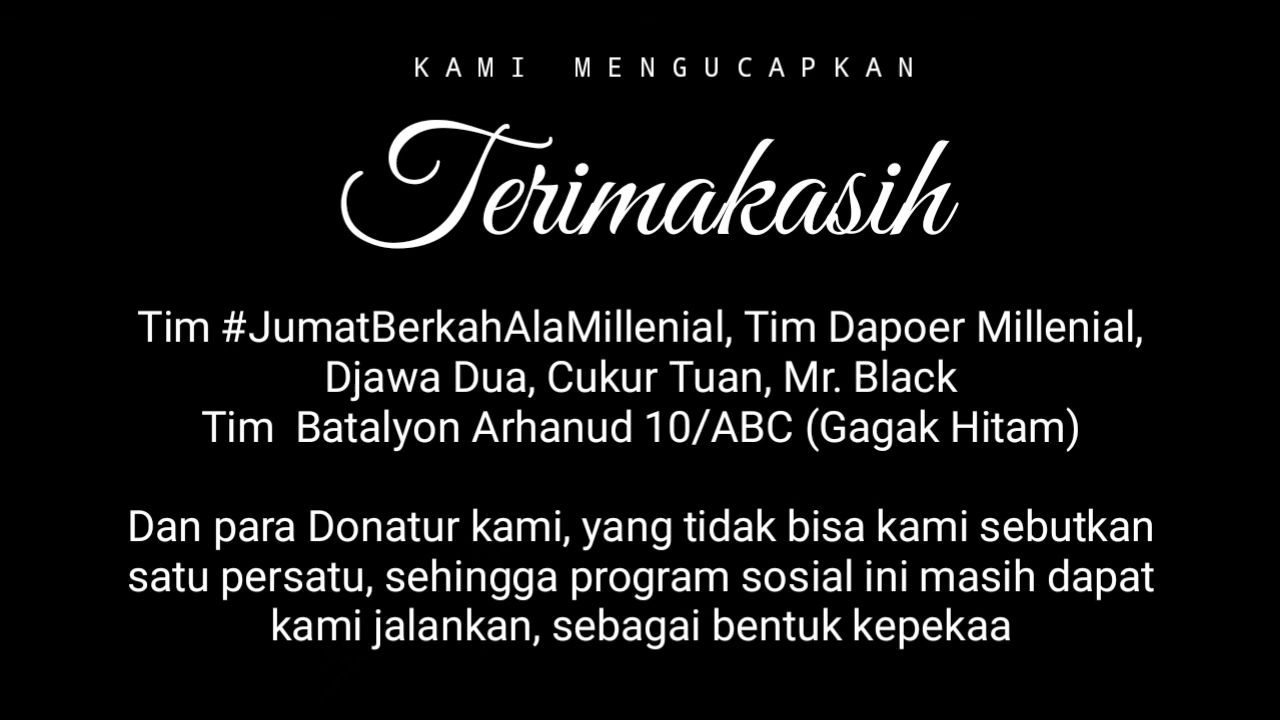 KAMI MENGUCAPKAN
Terimakasih
Tim #JumatBerkahAlaMillenial, Tim Dapoer Millenial,
Djawa Dua, Cukur Tuan, Mr. Black
Tim Batalyon Arhanud 10/ABC (Gagak Hitam)
Dan para Donatur kami, yang tidak bisa kami sebutkan
satu persatu, sehingga program sosial ini masih dapat
kami jalankan, sebagai bentuk kepekaa